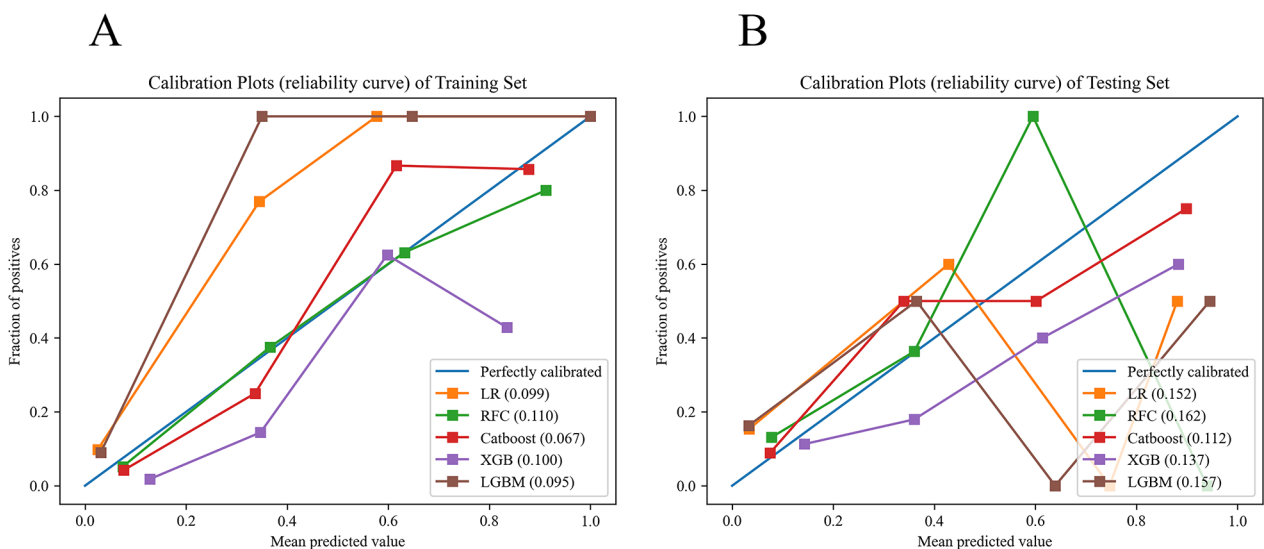 A
Calibration Plots (reliability curve) of Training Set
Fraction of positives
1.0
0.8
0.6
0.4
0.2
0.0
Perfectly calibrated
LR (0.099)
RFC (0.110)
Catboost (0.067)
XGB (0.100)
LGBM (0.095)
0.0 0.2 0.4 0.6 0.8 1.0
Mean predicted value
B
Calibration Plots (reliability curve) of Testing Set
Fraction of positives
1.0
0.8
0.6
0.4
0.2
0.0
Perfectly calibrated
LR (0.152)
RFC (0.162)
Catboost (0.112)
XGB (0.137)
LGBM (0.157)
0.0 0.2 0.4 0.6 0.8 1.0
Mean predicted value